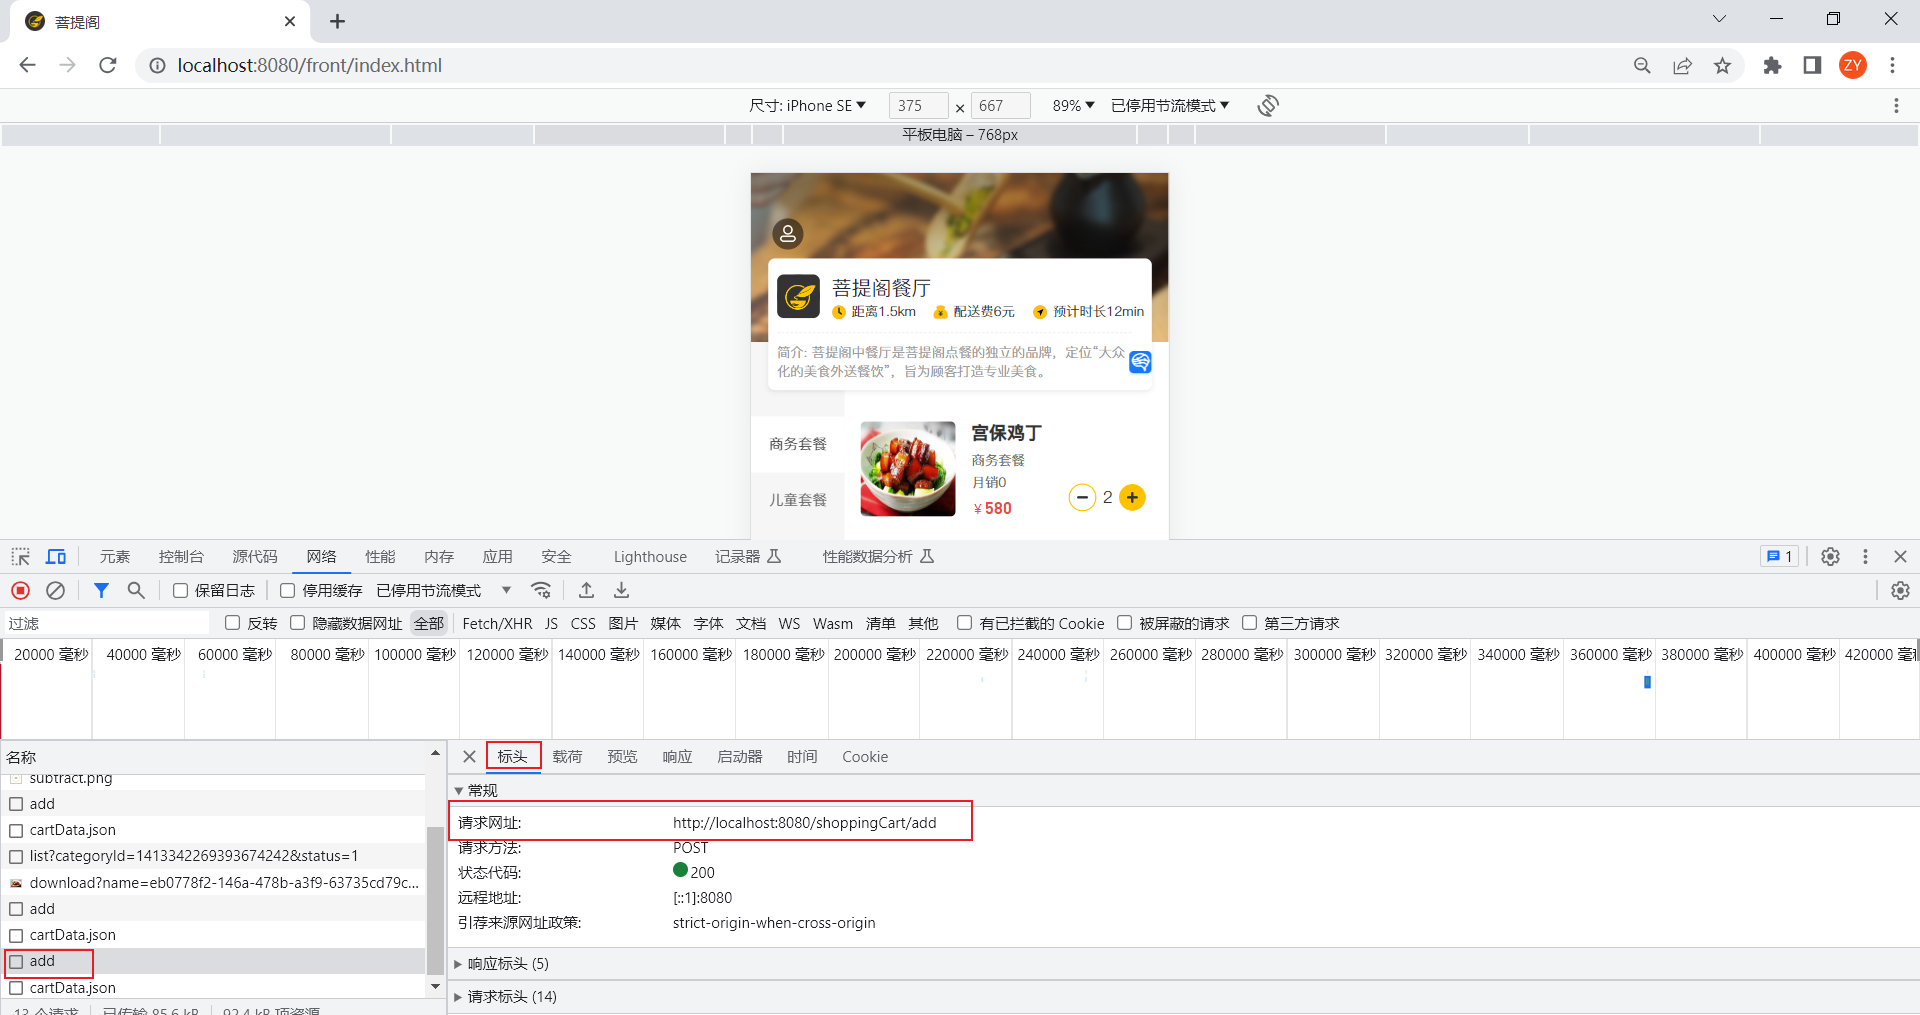 菩提阁
localhost:8080/front/index.html
ZY
尺寸: iPhone SE 375 × 667 89% 已停用节流模式
平板电脑 – 768px
菩提阁餐厅
距离1.5km 配送费6元 预计时长12min
简介: 菩提阁中餐厅是菩提阁点餐的独立的品牌，定位“大众
化的美食外送餐饮”，旨为顾客打造专业美食。
商务套餐
儿童套餐
宫保鸡丁
商务套餐
月销0
￥580
2
元素 控制台 源代码 网络 性能 内存 应用 安全 Lighthouse 记录器 性能数据分析 1
保留日志 停用缓存 已停用节流模式
过滤 反转 隐藏数据网址 全部 Fetch/XHR JS CSS 图片 媒体 字体 文档 WS Wasm 清单 其他 有已拦截的 Cookie 被屏蔽的请求 第三方请求
20000 毫秒 40000 毫秒 60000 毫秒 80000 毫秒 100000 毫秒 120000 毫秒 140000 毫秒 160000 毫秒 180000 毫秒 200000 毫秒 220000 毫秒 240000 毫秒 260000 毫秒 280000 毫秒 300000 毫秒 320000 毫秒 340000 毫秒 360000 毫秒 380000 毫秒 400000 毫秒 420000
名称
subtract.png
add
cartData.json
list?categoryId=1413342269393674242&status=1
download?name=eb0778f2-146a-478b-a3f9-63735cd79c...
add
cartData.json
add
cartData.json
13 个请求 已传输 85.6 kB 92.4 kB 项资源
标头 载荷 预览 响应 启动器 时间 Cookie
常规
请求网址: http://localhost:8080/shoppingCart/add
请求方法: POST
状态代码: 200
远程地址: [::1]:8080
引荐来源网址政策: strict-origin-when-cross-origin
响应标头 (5)
请求标头 (14)